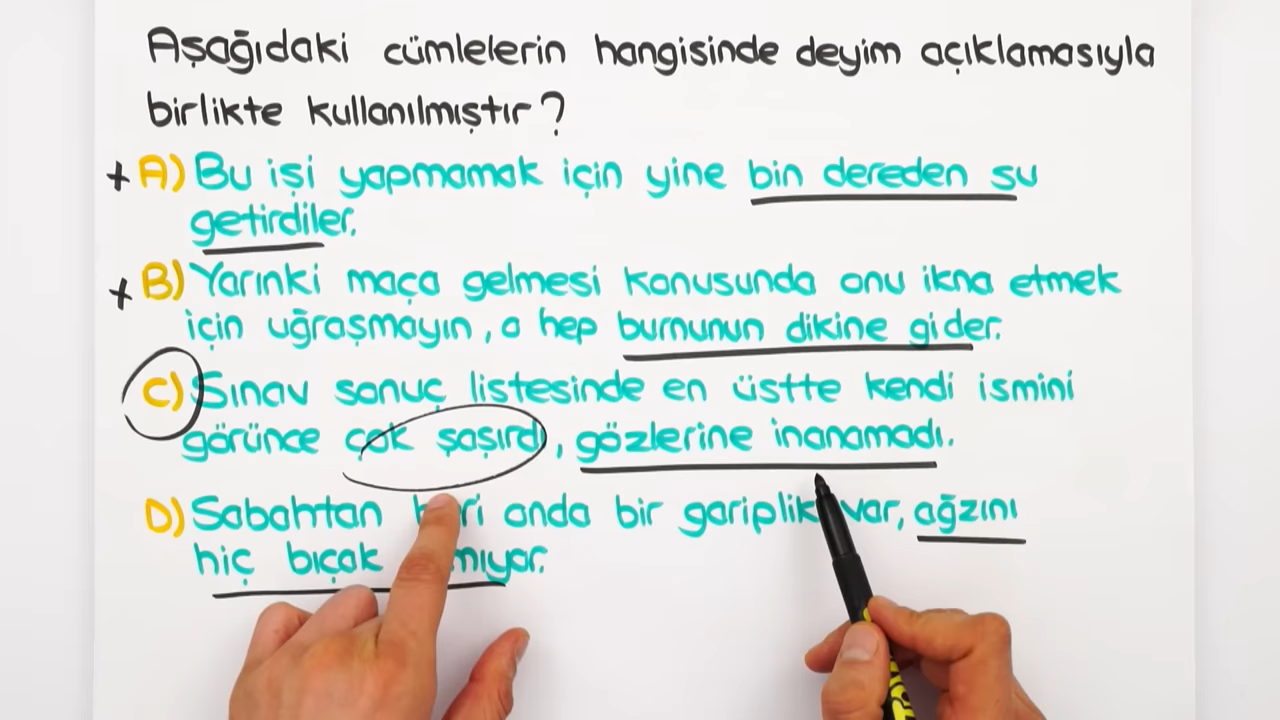 Aşağıdaki cümlelerin hangisinde deyim açıklamasıyla
birlikte kullanılmıştır?
+ A) Bu işi yapmamak için yine bin dereden su
getirdiler.
+ B) Yarınki maça gelmesi konusunda onu ikna etmek
için uğraşmayın, o hep burnunun dikine gider.
C) Sınav sonuç listesinde en üstte kendi ismini
görünce çok şaşırdı, gözlerine inanamadı.
D) Sabahtan onda bir gariplik var, ağzını
hiç bıçak